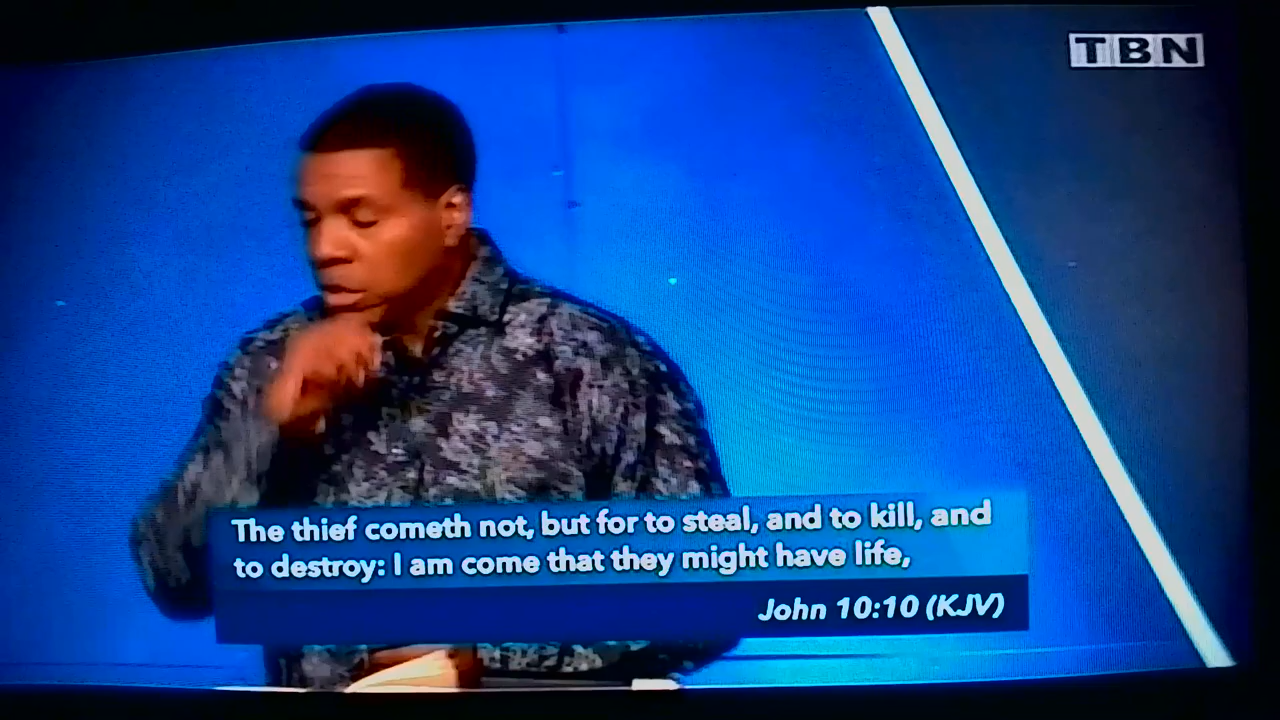 TBN
The thief cometh not, but for to steal, and to kill, and
to destroy: I am come that they might have life,
John 10:10 (KJV)